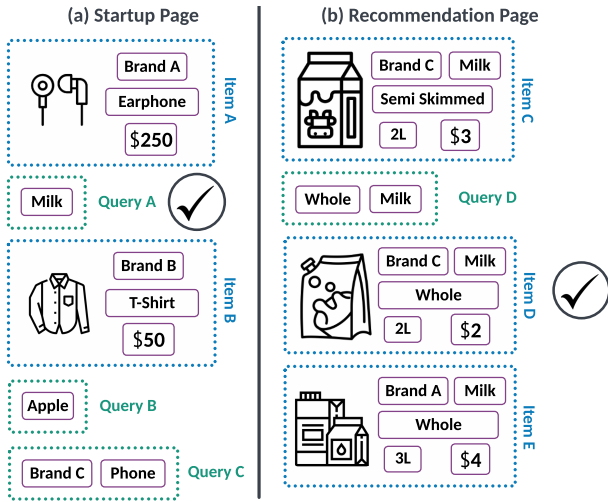 (a) Startup Page
Brand A
Earphone
$250
Item A
Milk
Query A
Brand B
T-Shirt
$50
Item B
Apple
Query B
Brand C Phone
Query C
(b) Recommendation Page
Brand C Milk
Semi Skimmed
2L $3
Item C
Whole Milk
Query D
Brand C Milk
Whole
2L $2
Item D
Brand A Milk
Whole
3L $4
Item E